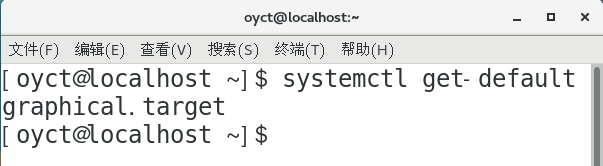 oyct@localhost:~
文件(F) 编辑(E) 查看(V) 搜索(S) 终端(T) 帮助(H)
[oyct@localhost ~]$ systemctl get-default
graphical.target
[oyct@localhost ~]$